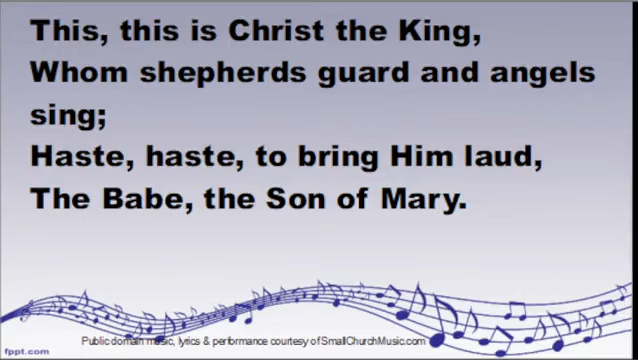 This, this is Christ the King,
Whom shepherds guard and angels
sing;
Haste, haste, to bring Him laud,
The Babe, the Son of Mary.
Public domain music, lyrics & performance courtesy of SmallChurchMusic.com
fppt.com